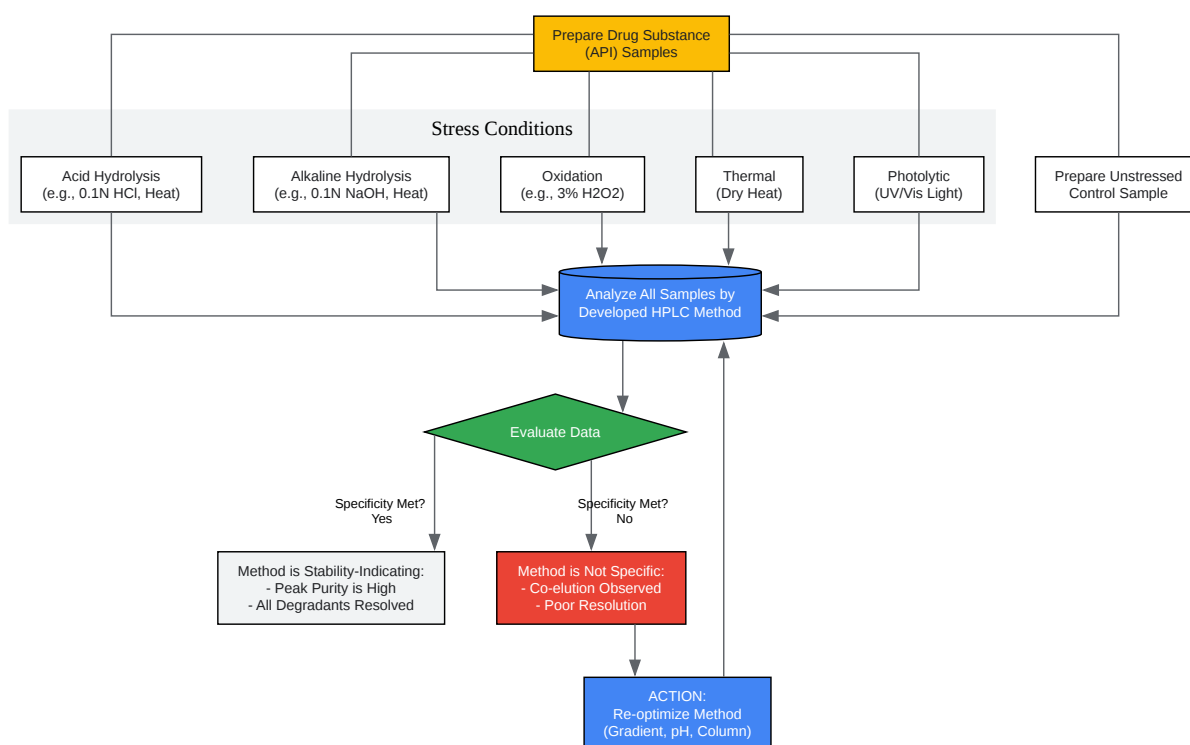 Prepare Drug Substance
(API) Samples
Stress Conditions
Acid Hydrolysis
(e.g., 0.1N HCl, Heat)
Alkaline Hydrolysis
(e.g., 0.1N NaOH, Heat)
Oxidation
(e.g., 3% H2O2)
Thermal
(Dry Heat)
Photolytic
(UV/Vis Light)
Prepare Unstressed
Control Sample
Analyze All Samples by
Developed HPLC Method
Evaluate Data
Specificity Met?
Yes
Specificity Met?
No
Method is Stability-Indicating:
- Peak Purity is High
- All Degradants Resolved
Method is Not Specific:
- Co-elution Observed
- Poor Resolution
ACTION:
Re-optimize Method
(Gradient, pH, Column)